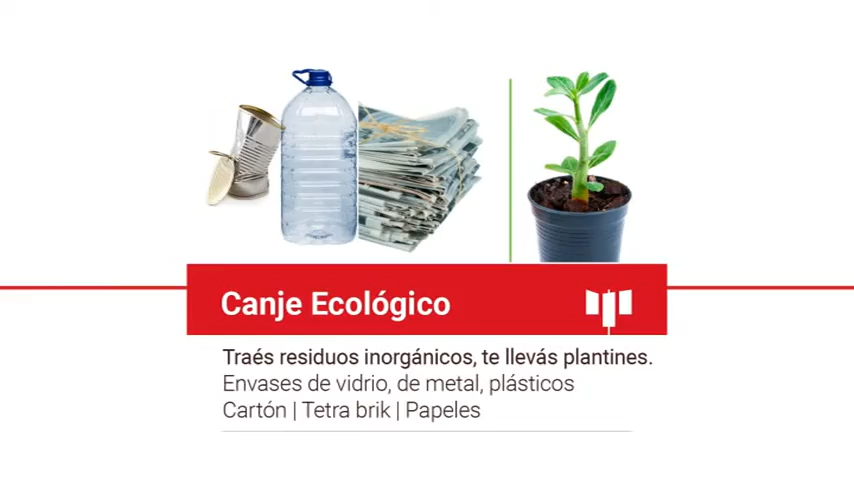 Canje Ecológico
Traés residuos inorgánicos, te llevás plantines.
Envases de vidrio, de metal, plásticos
Cartón | Tetra brik | Papeles